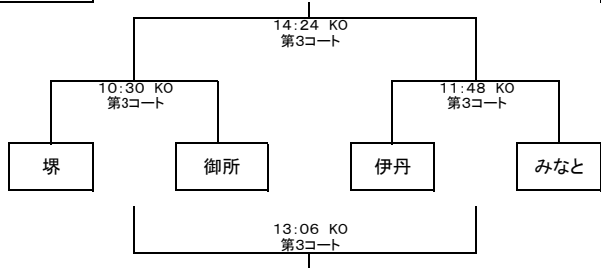 14:24 KO
第3コート
10:30 KO
第3コート
11:48 KO
第3コート
堺
御所
伊丹
みなと
13:06 KO
第3コート